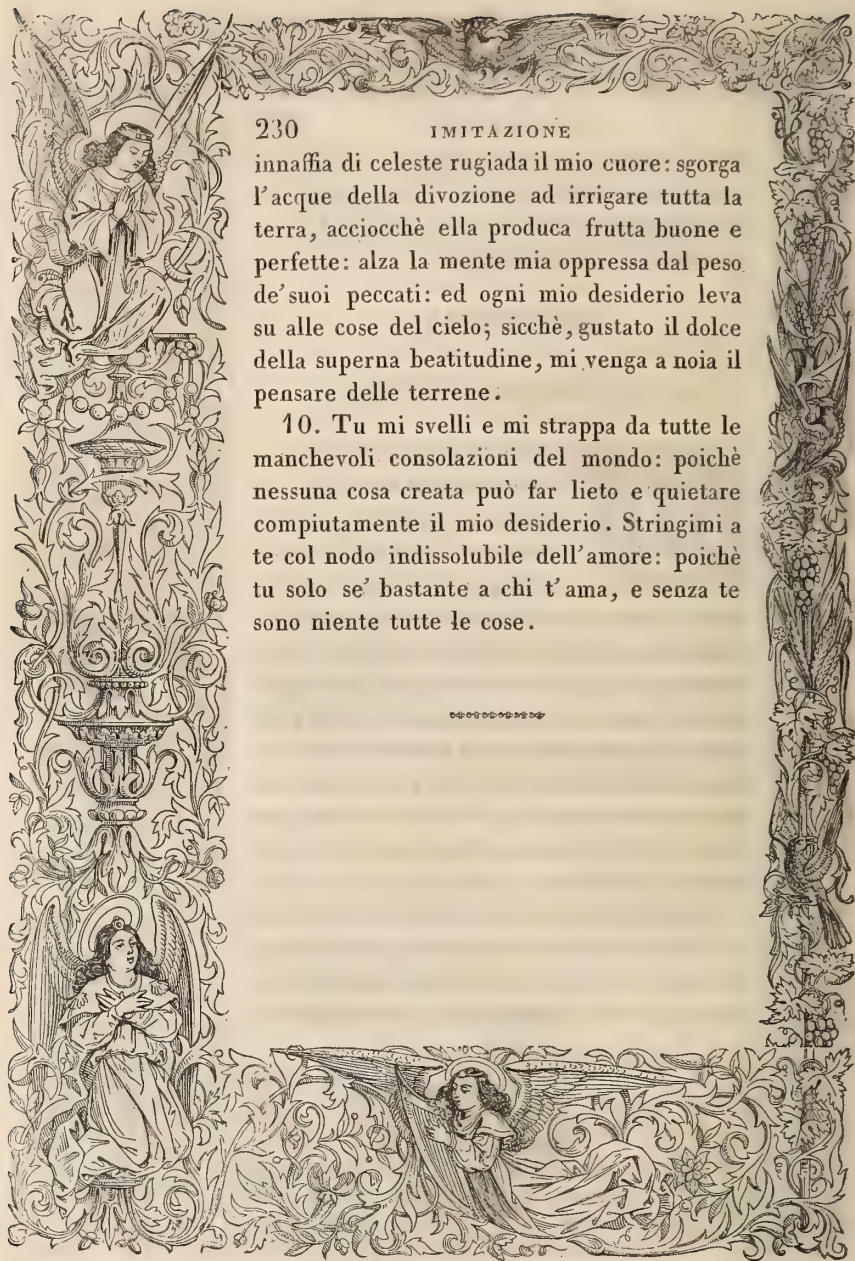 230 IMITAZIONE
innaffia di celeste rugiada il mio cuore: sgorga
l'acque della divozione ad irrigare tutta la
terra, acciocchè ella produca frutta buone e
perfette: alza la mente mia oppressa dal peso
de' suoi peccati: ed ogni mio desiderio leva
su alle cose del cielo; sicchè, gustato il dolce
della superna beatitudine, mi venga a noia il
pensare delle terrene.
10. Tu mi svelli e mi strappa da tutte le
manchevoli consolazioni del mondo: poichè
nessuna cosa creata può far lieto e quietare
compiutamente il mio desiderio. Stringimi a
te col nodo indissolubile dell'amore: poichè
tu solo se' bastante a chi t'ama, e senza te
sono niente tutte le cose.